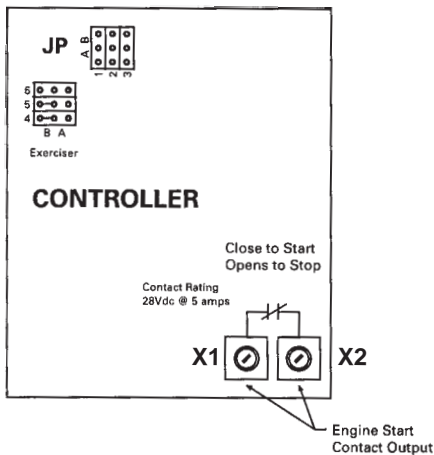 JP
A B
1 2 3
6
5
4
B A
Exerciser
CONTROLLER
Close to Start
Opens to Stop
Contact Rating
28Vdc @ 5 amps
X1
X2
Engine Start
Contact Output